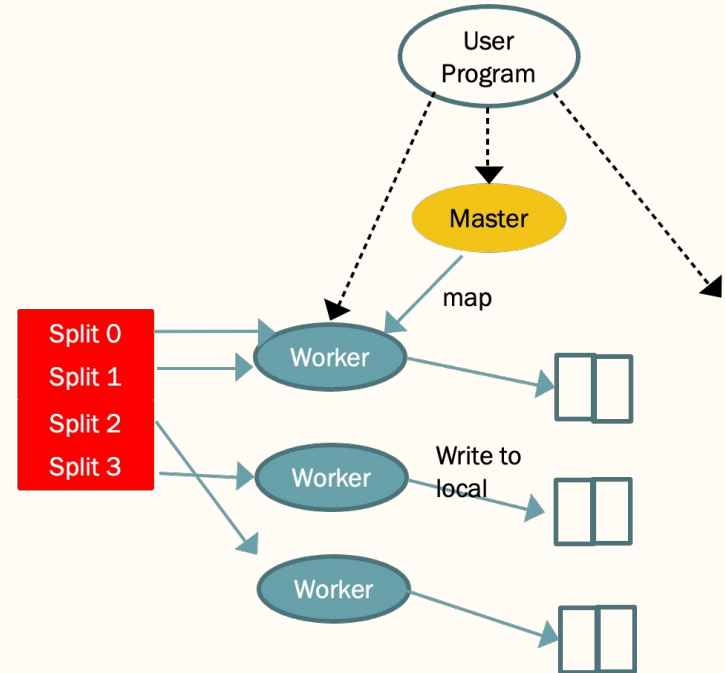 User
Program
Master
map
Split 0
Split 1
Split 2
Split 3
Worker
Worker
Write to
local
Worker